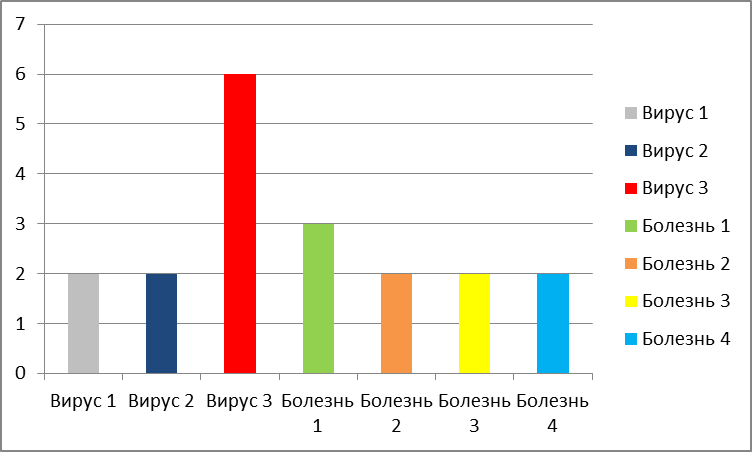 7
6
5
4
3
2
1
0
Вирус 1
Вирус 2
Вирус 3
Болезнь
1
Болезнь
2
Болезнь
3
Болезнь
4
Вирус 1
Вирус 2
Вирус 3
Болезнь 1
Болезнь 2
Болезнь 3
Болезнь 4